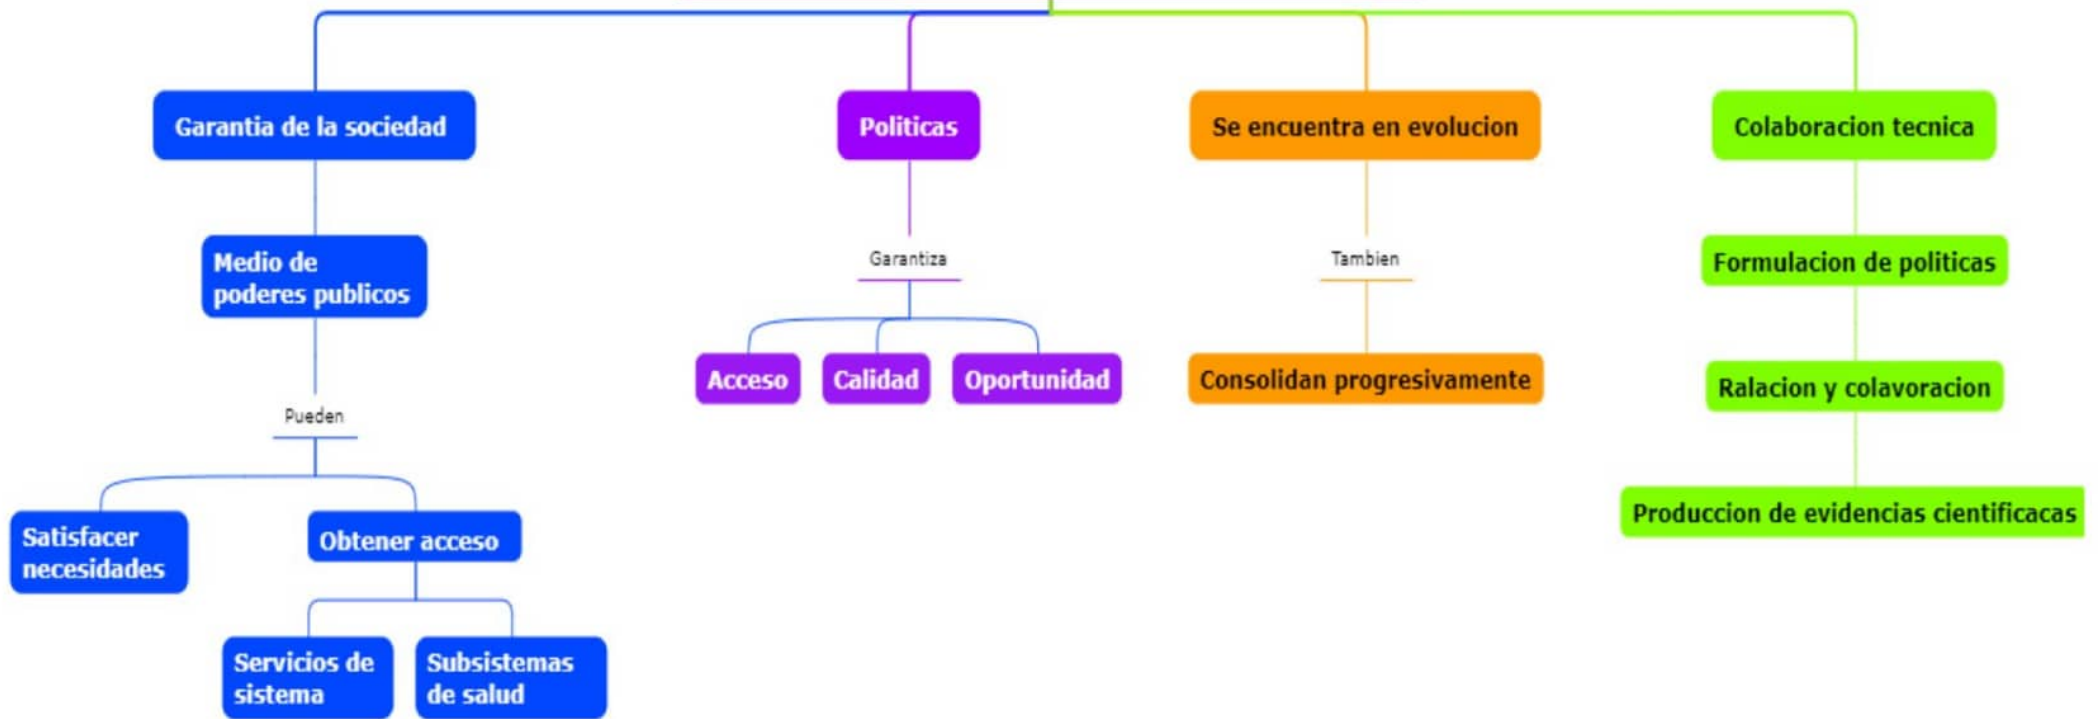 Garantia de la sociedad
Politicas
Se encuentra en evolucion
Colaboracion tecnica
Medio de
poderes publicos
Garantiza
Tambien
Formulacion de politicas
Acceso
Calidad
Oportunidad
Consolidan progresivamente
Ralacion y colavoracion
Pueden
Satisfacer
necesidades
Obtener acceso
Produccion de evidencias cientificacas
Servicios de
sistema
Subsistemas
de salud